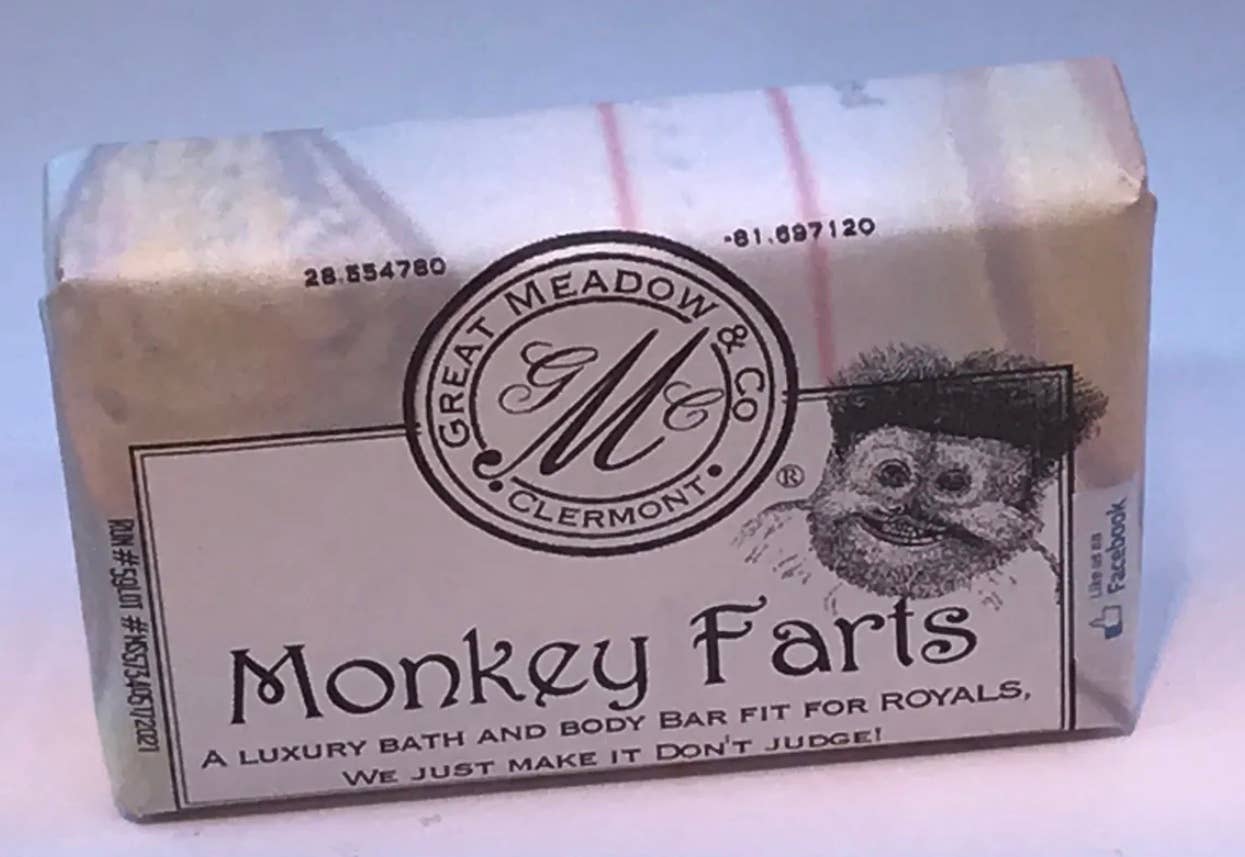 28.554780
-81.697120
GREAT MEADOW & CO
GMC
CLERMONT
®
Like us on
Facebook
Monkey Farts
A LUXURY BATH AND BODY BAR FIT FOR ROYALS,
WE JUST MAKE IT DON'T JUDGE!